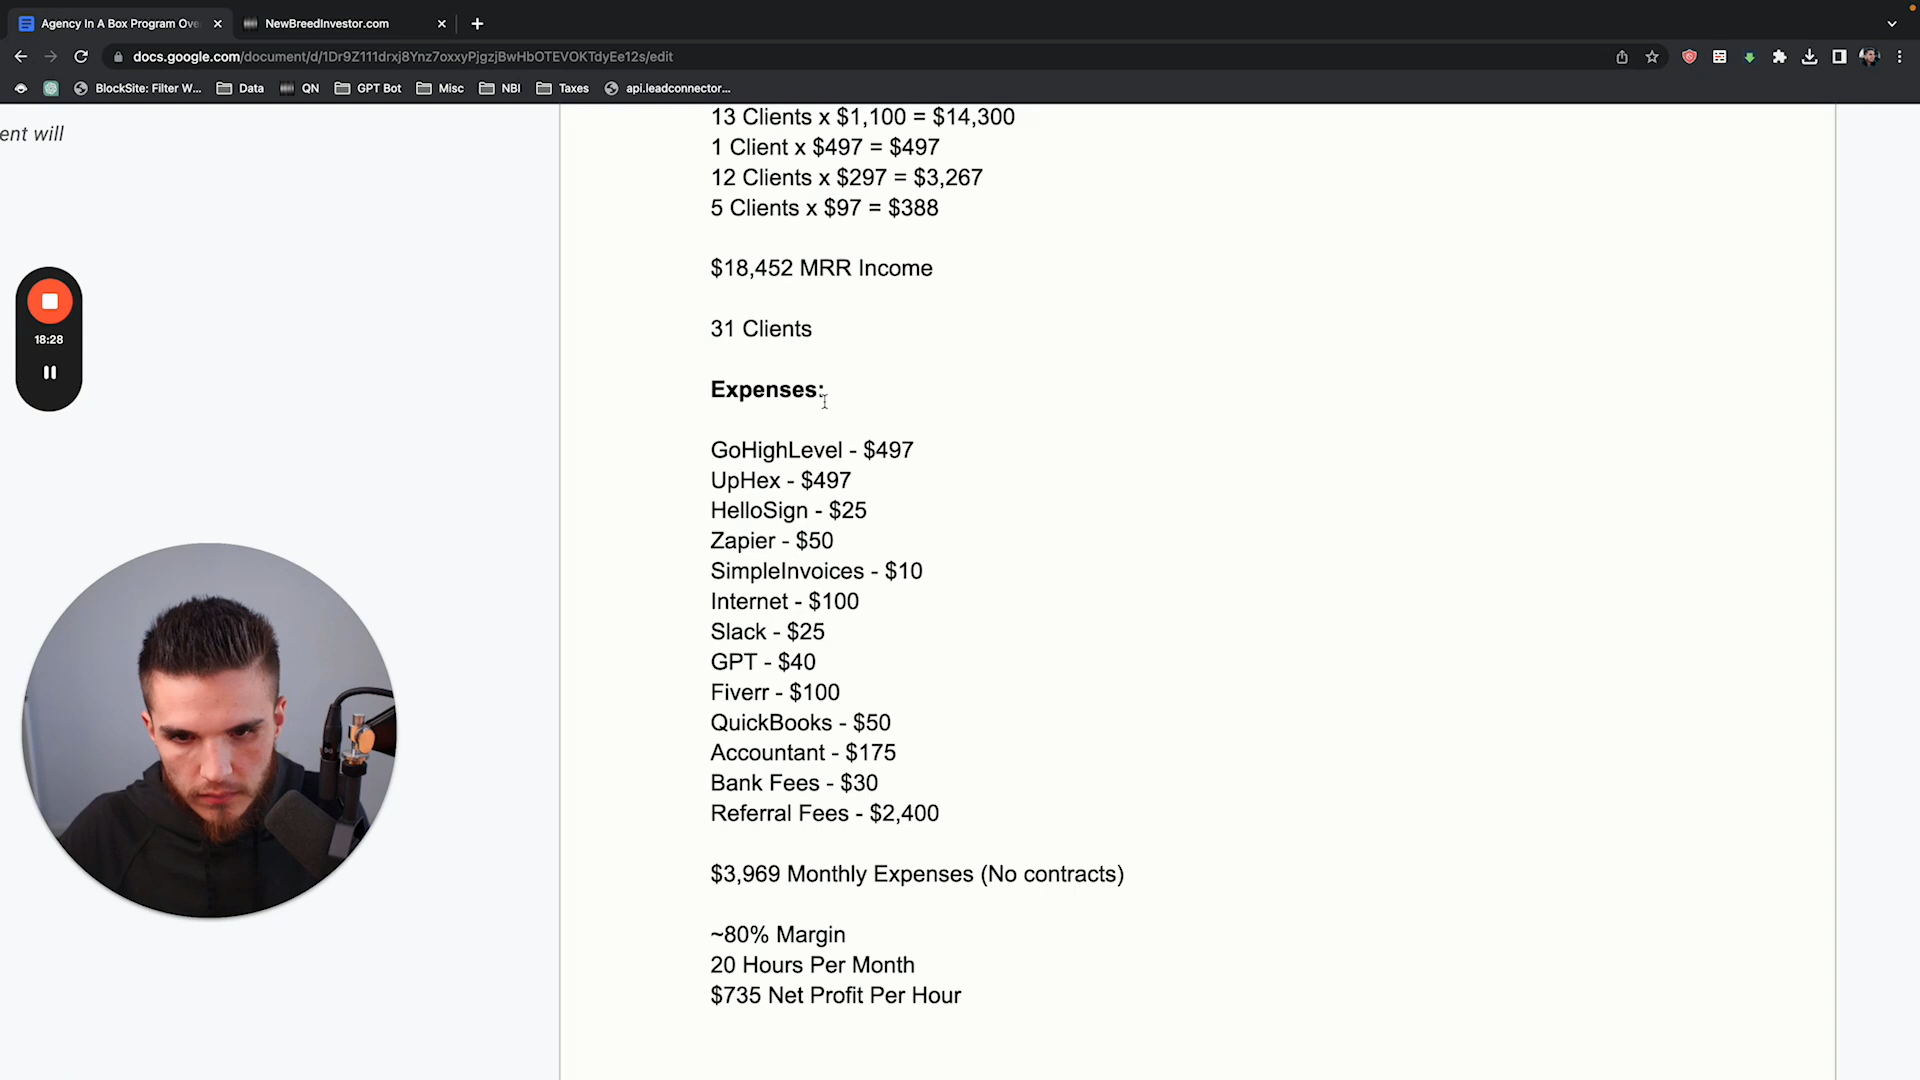 Agency In A Box Program Ove
NewBreedInvestor.com
docs.google.com/document/d/1Dr9Z111drxj8Ynz7oxxyPjgzjBwHbOTEVOKTdyEe12s/edit
BlockSite: Filter W...
Data
QN
GPT Bot
Misc
NBI
Taxes
api.leadconnector...
ent will
13 Clients x $1,100 = $14,300
1 Client x $497 = $497
12 Clients x $297 = $3,267
5 Clients x $97 = $388
$18,452 MRR Income
31 Clients
18:28
Expenses:
GoHighLevel - $497
UpHex - $497
HelloSign - $25
Zapier - $50
SimpleInvoices - $10
Internet - $100
Slack - $25
GPT - $40
Fiverr - $100
QuickBooks - $50
Accountant - $175
Bank Fees - $30
Referral Fees - $2,400
$3,969 Monthly Expenses (No contracts)
~80% Margin
20 Hours Per Month
$735 Net Profit Per Hour